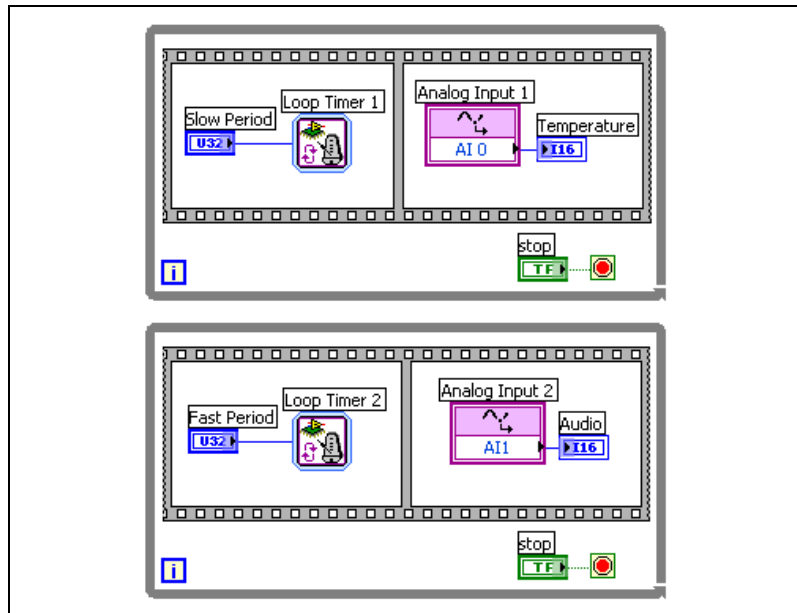 Slow Period
Loop Timer 1
U32
Analog Input 1
AI 0
Temperature
I16
stop
TF
i
Fast Period
Loop Timer 2
U32
Analog Input 2
AI1
Audio
I16
stop
TF
i